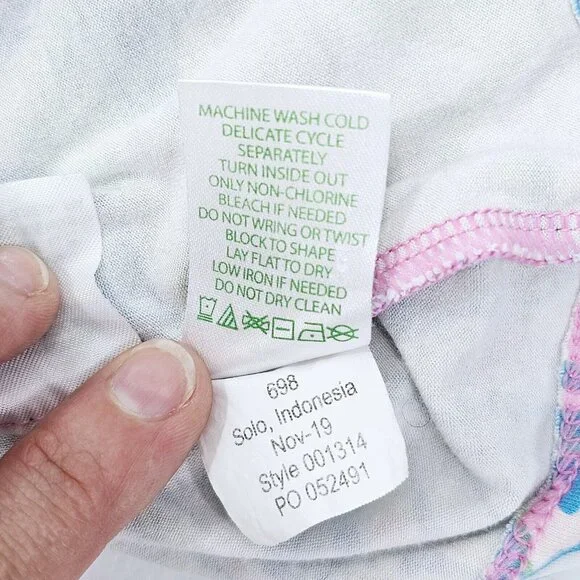 MACHINE WASH COLD
DELICATE CYCLE
SEPARATELY
TURN INSIDE OUT
ONLY NON-CHLORINE
BLEACH IF NEEDED
DO NOT WRING OR TWIST
BLOCK TO SHAPE
LAY FLAT TO DRY
LOW IRON IF NEEDED
DO NOT DRY CLEAN
698
Solo, Indonesia
Nov-19
Style 001314
PO 052491